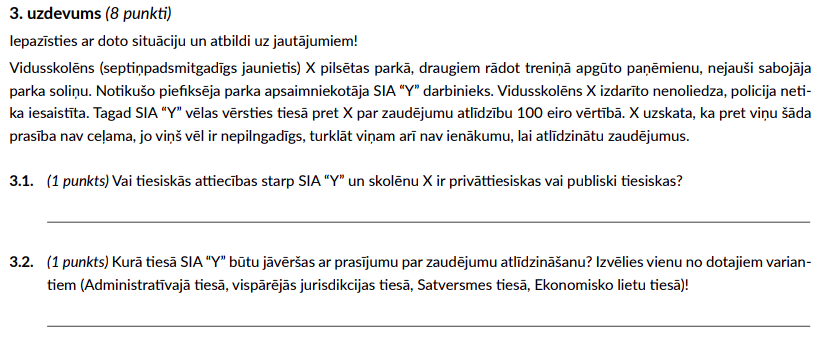 3. uzdevums (8 punkti)
Iepazīsties ar doto situāciju un atbildi uz jautājumiem!
Vidusskolēns (septiņpadsmitgadīgs jaunietis) X pilsētas parkā, draugiem rādot treniņā apgūto paņēmienu, nejauši sabojāja
parka soliņu. Notikušo piefiksēja parka apsaimniekotāja SIA “Y” darbinieks. Vidusskolēns X izdarīto nenoliedza, policija neti-
ka iesaistīta. Tagad SIA “Y” vēlas vērsties tiesā pret X par zaudējumu atlīdzību 100 eiro vērtībā. X uzskata, ka pret viņu šāda
prasība nav ceļama, jo viņš vēl ir nepilngadīgs, turklāt viņam arī nav ienākumu, lai atlīdzinātu zaudējumus.
3.1. (1 punkts) Vai tiesiskās attiecības starp SIA “Y” un skolēnu X ir privāttiesiskas vai publiski tiesiskas?
3.2. (1 punkts) Kurā tiesā SIA “Y” būtu jāvēršas ar prasījumu par zaudējumu atlīdzināšanu? Izvēlies vienu no dotajiem varian-
tiem (Administratīvajā tiesā, vispārējās jurisdikcijas tiesā, Satversmes tiesā, Ekonomisko lietu tiesā)!